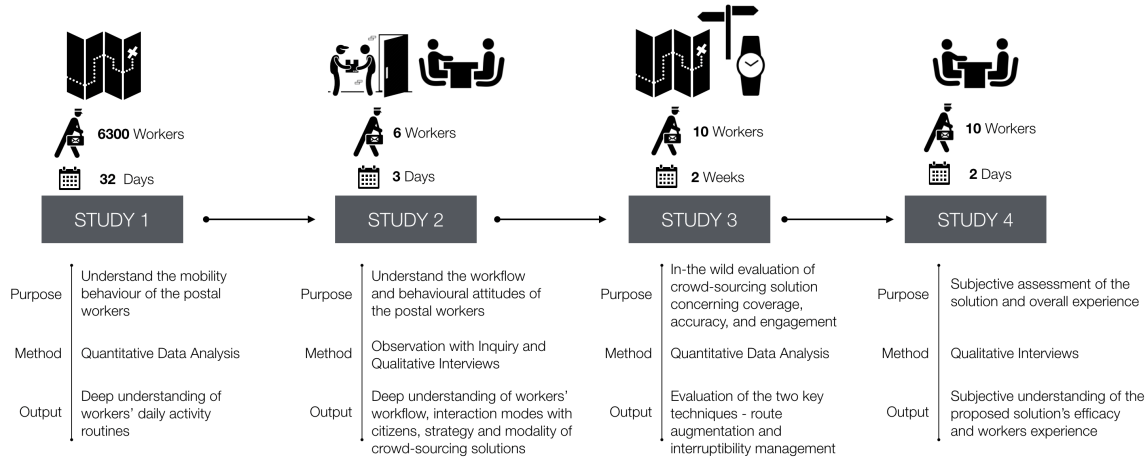 6300 Workers
32 Days
STUDY 1
Purpose
Understand the mobility
behaviour of the postal
workers
Method
Quantitative Data Analysis
Output
Deep understanding of
workers' daily activity
routines
6 Workers
3 Days
STUDY 2
Purpose
Understand the workflow
and behavioural attitudes of
the postal workers
Method
Observation with Inquiry and
Qualitative Interviews
Output
Deep understanding of workers'
workflow, interaction modes with
citizens, strategy and modality of
crowd-sourcing solutions
10 Workers
2 Weeks
STUDY 3
Purpose
In-the wild evaluation of
crowd-sourcing solution
concerning coverage,
accuracy, and engagement
Method
Quantitative Data Analysis
Output
Evaluation of the two key
techniques - route
augmentation and
interruptibility management
10 Workers
2 Days
STUDY 4
Purpose
Subjective assessment of the
solution and overall experience
Method
Qualitative Interviews
Output
Subjective understanding of the
proposed solution's efficacy
and workers experience